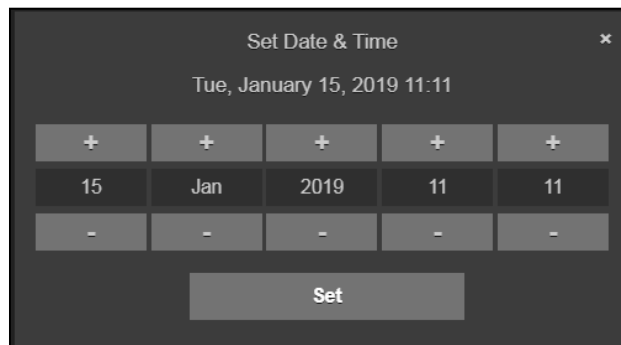 Set Date & Time ×
Tue, January 15, 2019 11:11
+ + + + +
15 Jan 2019 11 11
- - - - -
Set